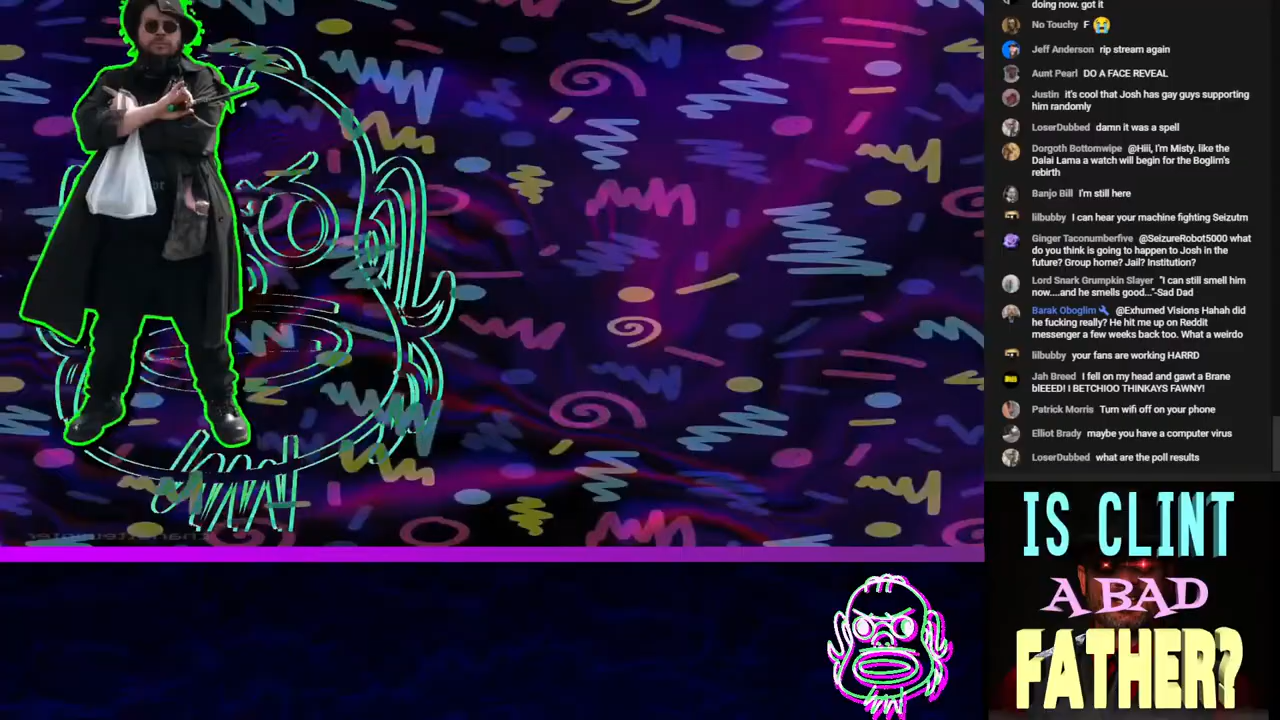 doing now. got it
No Touchy F 😭
Jeff Anderson rip stream again
Aunt Pearl DO A FACE REVEAL
Justin it's cool that Josh has gay guys supporting
him randomly
LoserDubbed damn it was a spell
Dorgoth Bottomwipe @Hiii, I'm Misty. like the
Dalai Lama a watch will begin for the Boglim's
rebirth
Banjo Bill I'm still here
lilbubby I can hear your machine fighting Seizutm
Ginger Taconumberfive @SeizureRobot5000 what
do you think is going to happen to Josh in the
future? Group home? Jail? Institution?
Lord Snark Grumpkin Slayer "I can still smell him
now....and he smells good..."-Sad Dad
Barak Oboglim @Exhumed Visions Hahah did
he fucking really? He hit me up on Reddit
messenger a few weeks back too. What a weirdo
lilbubby your fans are working HARRD
Jah Breed I fell on my head and gawt a Brane
blEEED! I BETCHIOO THINKAYS FAWNY!
Patrick Morris Turn wifi off on your phone
Elliot Brady maybe you have a computer virus
LoserDubbed what are the poll results
IS CLINT
A BAD
FATHER?